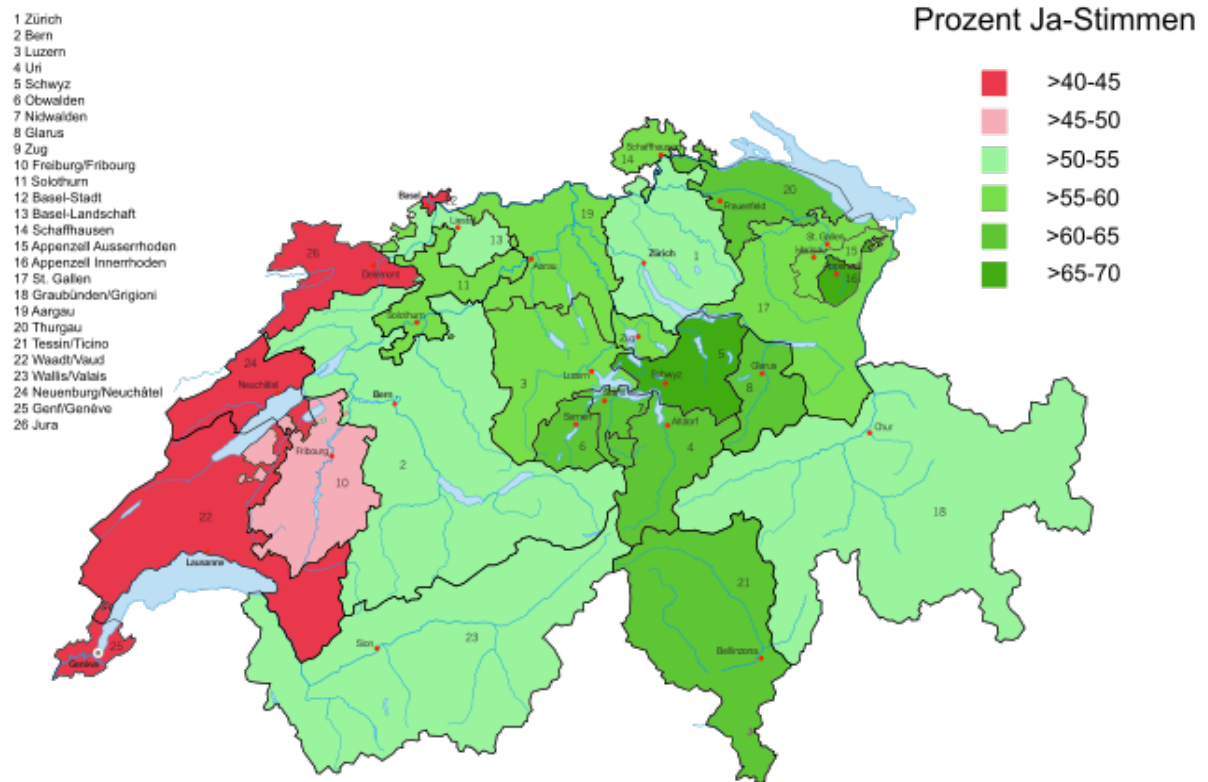 1 Zürich
2 Bern
3 Luzern
4 Uri
5 Schwyz
6 Obwalden
7 Nidwalden
8 Glarus
9 Zug
10 Freiburg/Fribourg
11 Solothurn
12 Basel-Stadt
13 Basel-Landschaft
14 Schaffhausen
15 Appenzell Ausserrhoden
16 Appenzell Innerrhoden
17 St. Gallen
18 Graubünden/Grigioni
19 Aargau
20 Thurgau
21 Tessin/Ticino
22 Waadt/Vaud
23 Wallis/Valais
24 Neuenburg/Neuchâtel
25 Genf/Genève
26 Jura
Prozent Ja-Stimmen
>40-45
>45-50
>50-55
>55-60
>60-65
>65-70
Schaffhausen
14
20
Basel
Frauenfeld
19
St. Gallen
Herisau
15
16
13
Zürich
1
26
Delémont
Aarau
11
17
Solothurn
Zug
5
24
Neuchâtel
Luzern
Schwyz
Glarus
3
8
Bern
Stans
7
Sarnen
Altdorf
6
4
Chur
Fribourg
2
10
22
18
Lausanne
21
23
Sion
25
Genève
Bellinzona